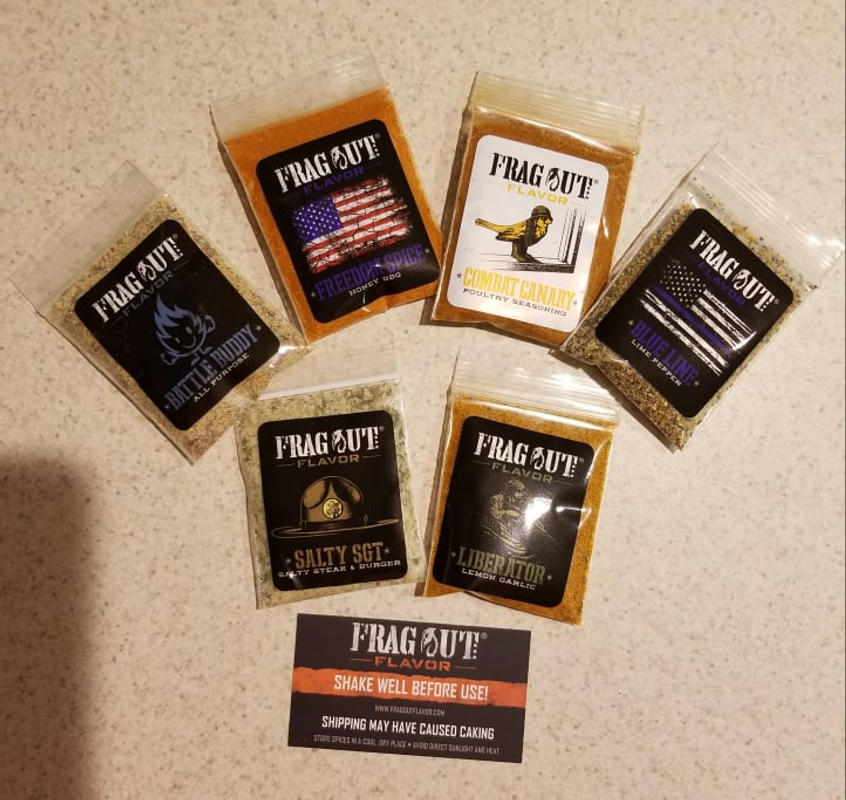 FRAG OUT®
FLAVOR
FREEDOM SPICE
HONEY BBQ
FRAG OUT®
FLAVOR
COMBAT CANARY
POULTRY SEASONING
FRAG OUT®
FLAVOR
BATTLE BUDDY
ALL PURPOSE
FRAG OUT®
FLAVOR
BLUE LINE
LIME PEPPER
FRAG OUT®
FLAVOR
SALTY SGT
SALTY STEAK & BURGER
FRAG OUT®
FLAVOR
LIBERATOR
LEMON GARLIC
FRAG OUT®
FLAVOR
SHAKE WELL BEFORE USE!
WWW.FRAGOUTFLAVOR.COM
SHIPPING MAY HAVE CAUSED CAKING
STORE SPICES IN A COOL, DRY PLACE • AVOID DIRECT SUNLIGHT AND HEAT